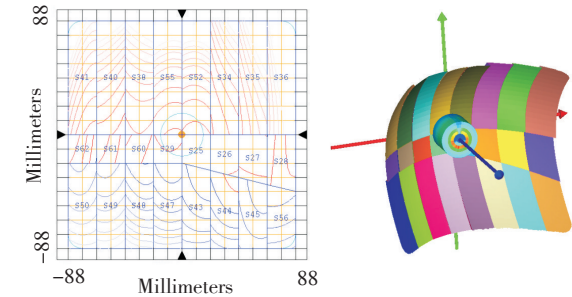 88
S41 S40 S38 S55 S52 S34 S35 S36
S62 S61 S60 S29 S25 S26 S27 S28
S50 S49 S48 S47 S43 S44 S45 S56
Millimeters
-88
-88 88
Millimeters